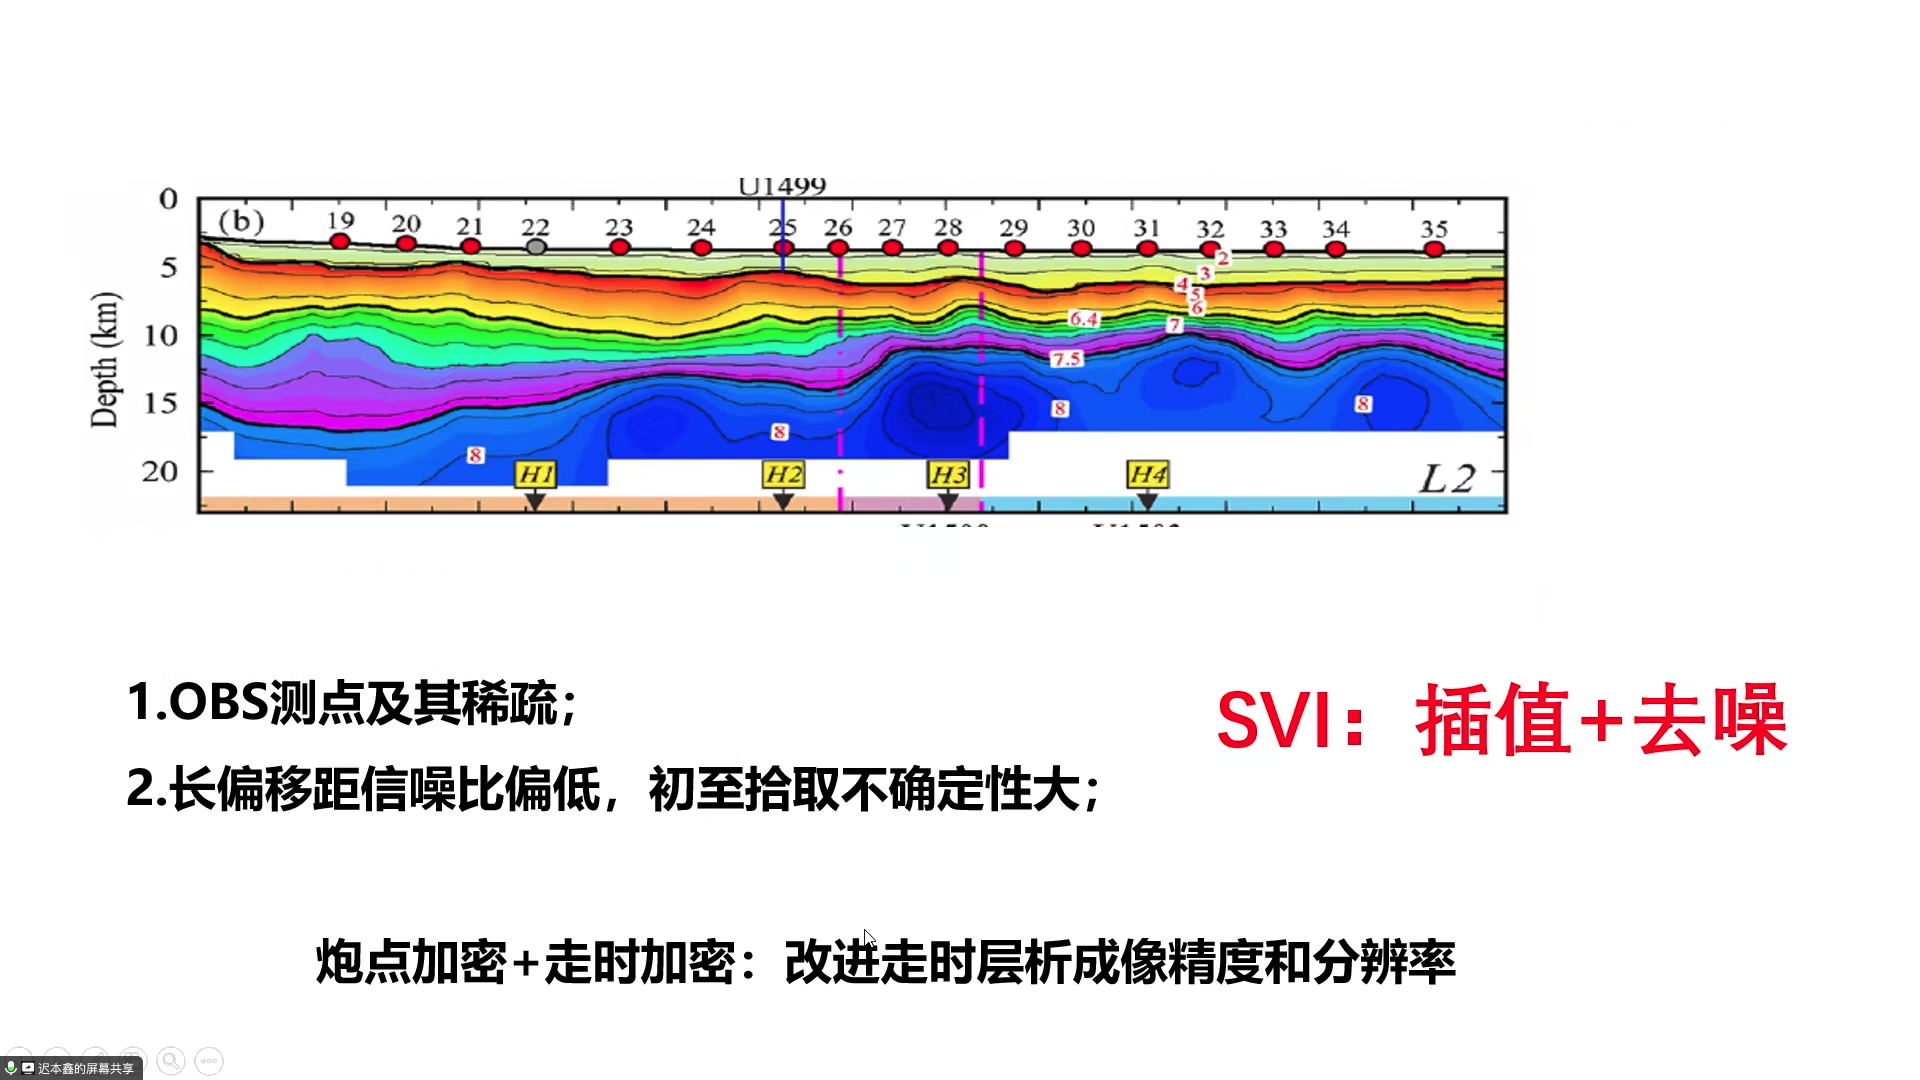 U1499
(b)
19 20 21 22 23 24 25 26 27 28 29 30 31 32 33 34 35
0
5
10
15
20
Depth (km)
2
3
4
5
6
6.4
7
7.5
8
8
8
8
H1 H2 H3 H4
L2
1.OBS测点及其稀疏；
2.长偏移距信噪比偏低，初至拾取不确定性大；
SVI：插值+去噪
炮点加密+走时加密：改进走时层析成像精度和分辨率
迟本鑫的屏幕共享